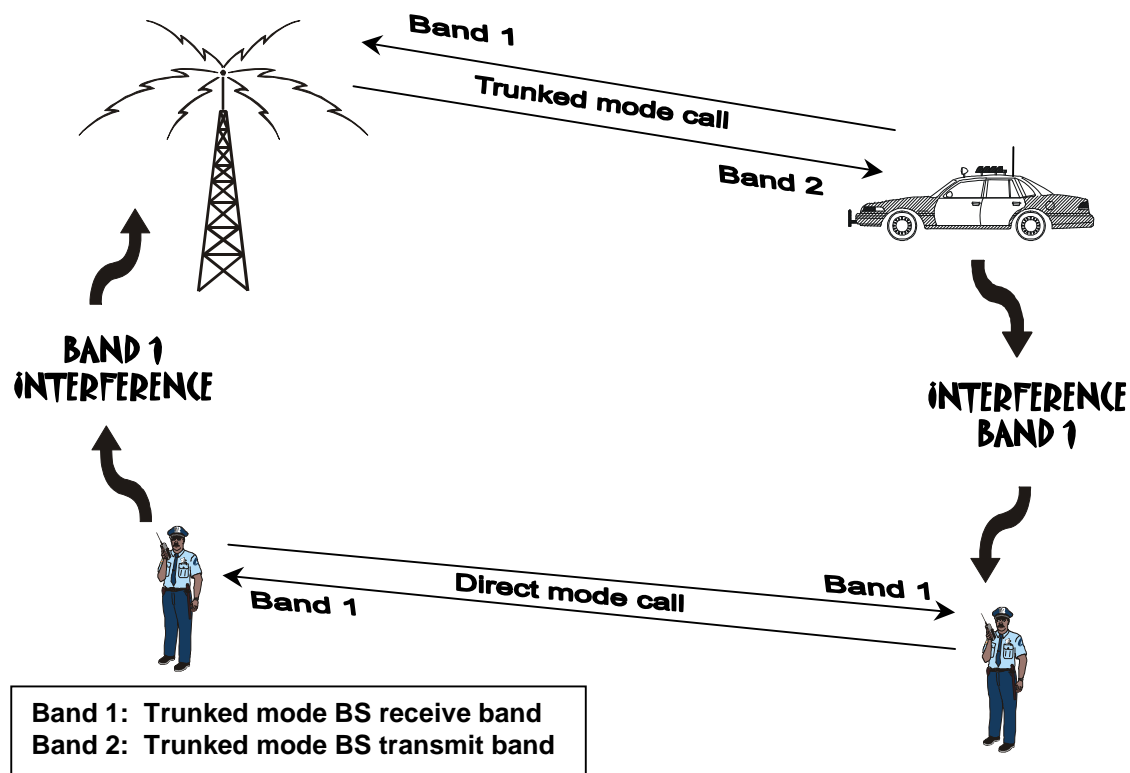 Band 1
Trunked mode call
Band 2
BAND 1
INTERFERENCE
INTERFERENCE
BAND 1
Direct mode call
Band 1
Band 1
Band 1: Trunked mode BS receive band
Band 2: Trunked mode BS transmit band